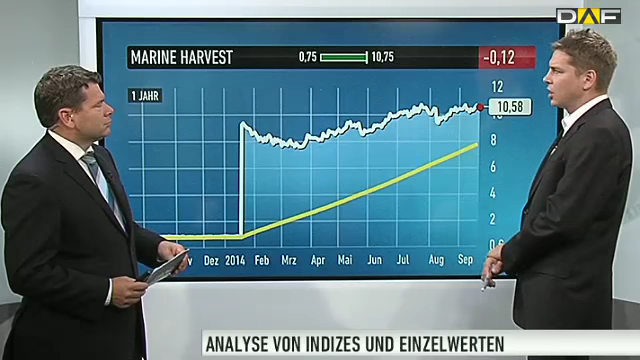 DAF
MARINE HARVEST 0,75 10,75 -0,12
1 JAHR
12
10,58
8
6
4
2
Dez 2014 Feb Mrz Apr Mai Jun Jul Aug Sep
ANALYSE VON INDIZES UND EINZELWERTEN